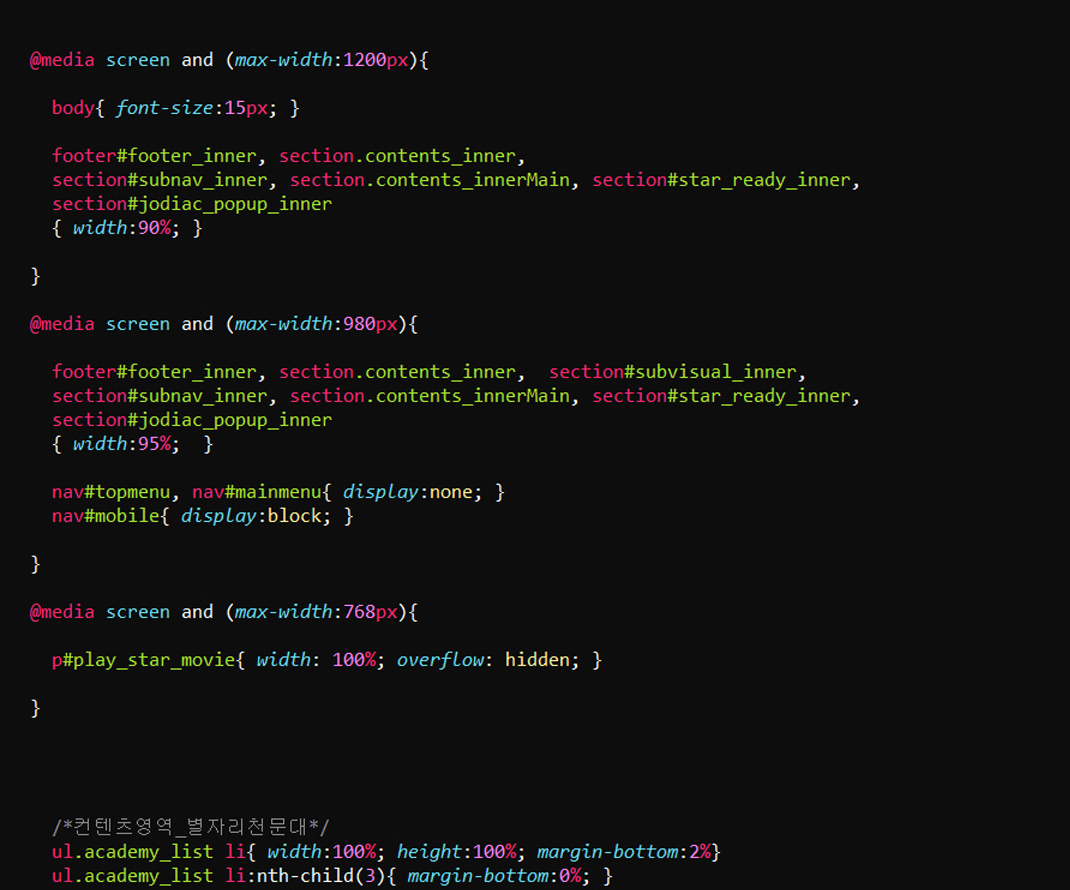 @media screen and (max-width:1200px){
body{ font-size:15px; }
footer#footer_inner, section.contents_inner,
section#subnav_inner, section.contents_innerMain, section#star_ready_inner,
section#jodiac_popup_inner
{ width:90%; }
}
@media screen and (max-width:980px){
footer#footer_inner, section.contents_inner,  section#subvisual_inner,
section#subnav_inner, section.contents_innerMain, section#star_ready_inner,
section#jodiac_popup_inner
{ width:95%;  }
nav#topmenu, nav#mainmenu{ display:none; }
nav#mobile{ display:block; }
}
@media screen and (max-width:768px){
p#play_star_movie{ width: 100%; overflow: hidden; }
}
/*컨텐츠영역_별자리천문대*/
ul.academy_list li{ width:100%; height:100%; margin-bottom:2%}
ul.academy_list li:nth-child(3){ margin-bottom:0%; }